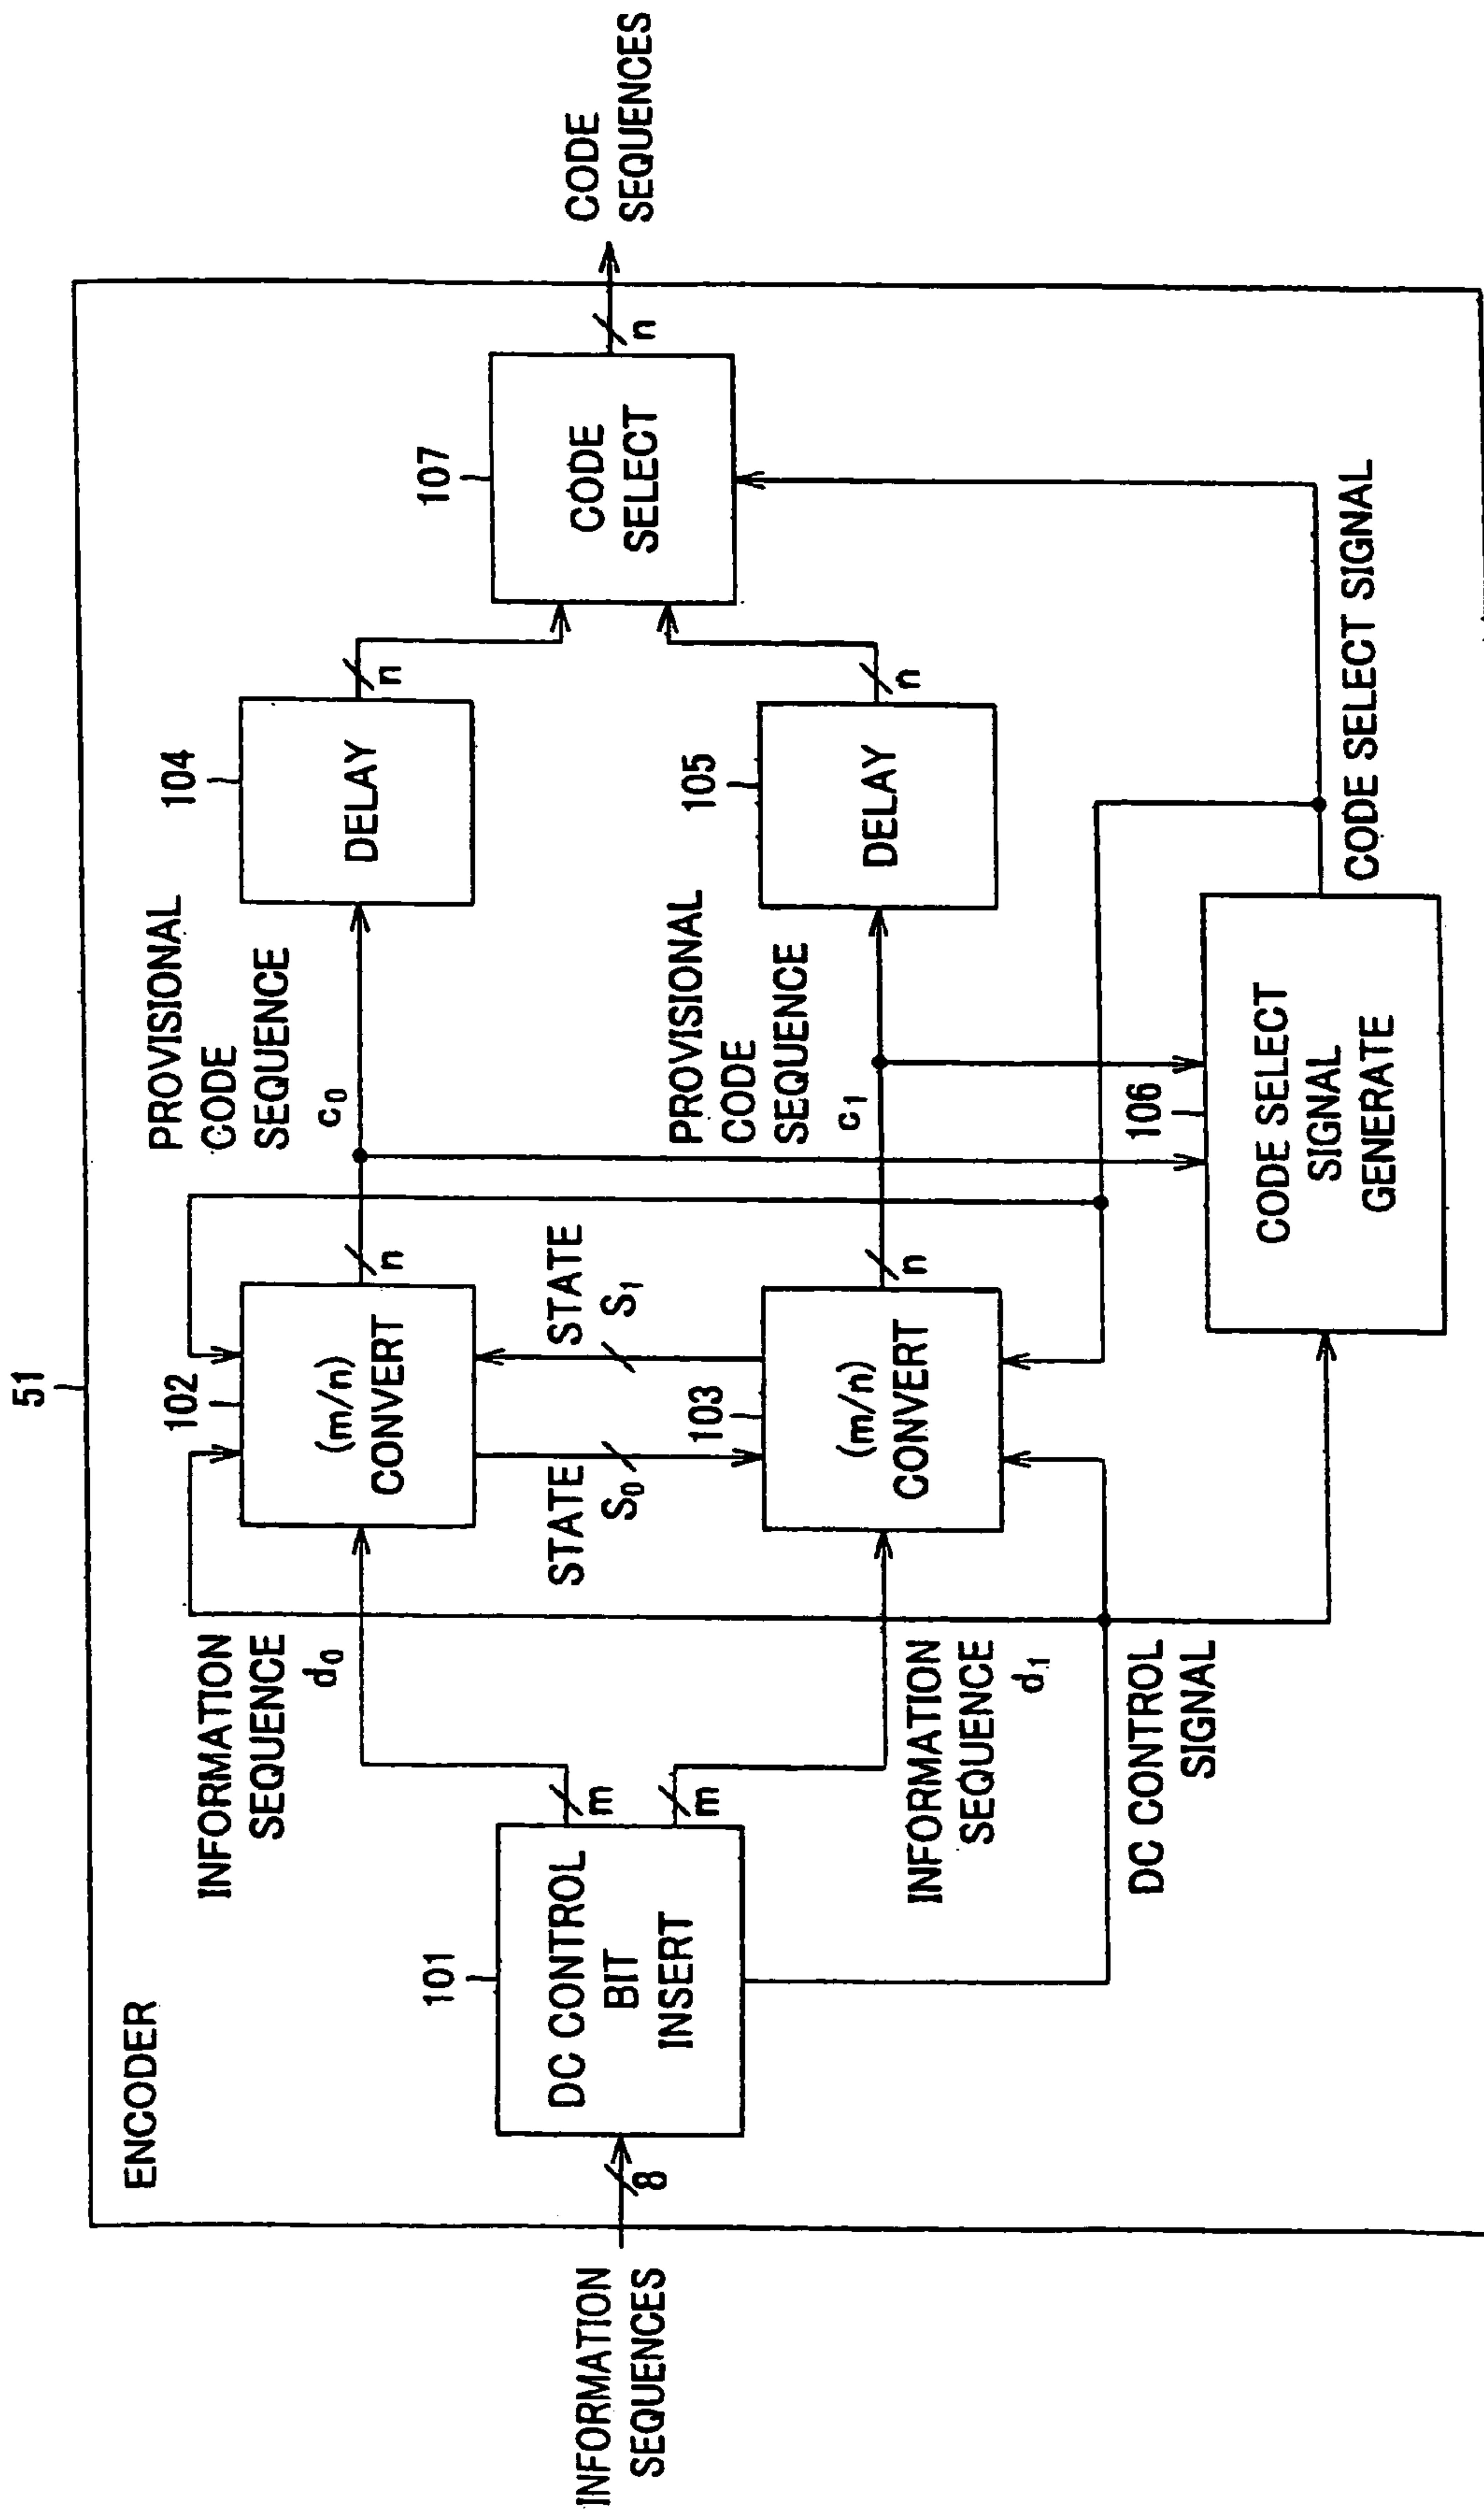 51
ENCODER
INFORMATION
SEQUENCES
8
101
DC CONTROL
BIT
INSERT
m
m
INFORMATION
SEQUENCE
d0
INFORMATION
SEQUENCE
d1
DC CONTROL
SIGNAL
102
(m/n)
CONVERT
n
STATE
S0
STATE
S1
103
(m/n)
CONVERT
n
PROVISIONAL
CODE
SEQUENCE
c0
PROVISIONAL
CODE
SEQUENCE
c1
104
DELAY
n
105
DELAY
n
106
CODE SELECT
SIGNAL
GENERATE
CODE SELECT SIGNAL
107
CODE
SELECT
n
CODE
SEQUENCES